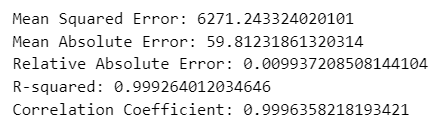 Mean Squared Error: 6271.243324020101
Mean Absolute Error: 59.81231861320314
Relative Absolute Error: 0.009937208508144104
R-squared: 0.999264012034646
Correlation Coefficient: 0.9996358218193421